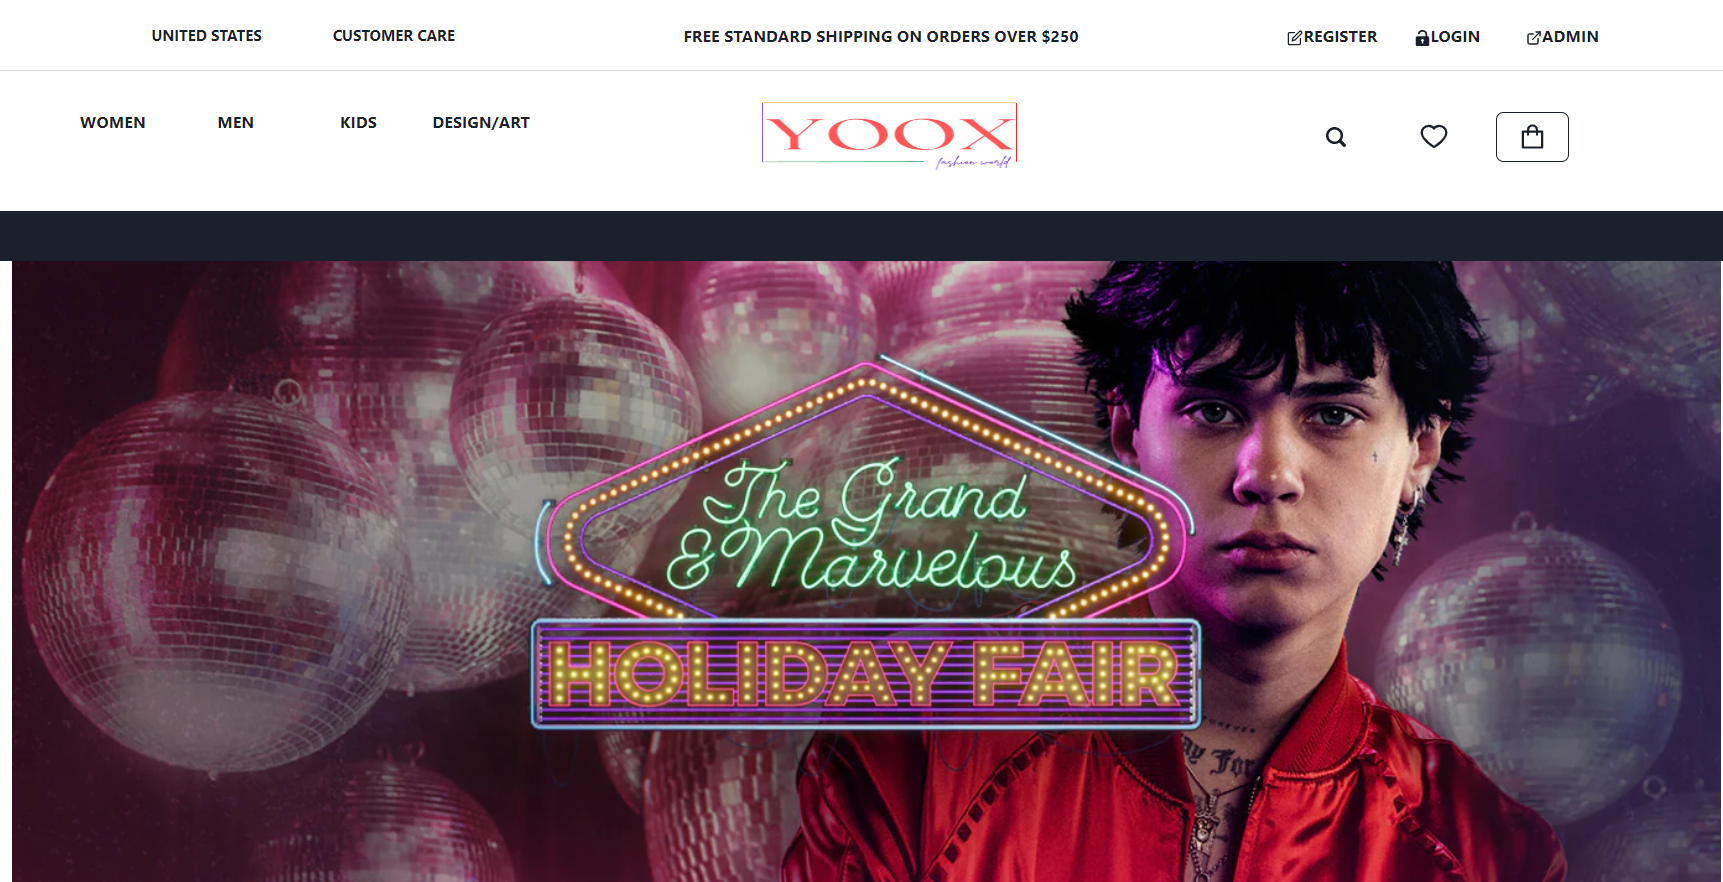 UNITED STATES
CUSTOMER CARE
FREE STANDARD SHIPPING ON ORDERS OVER $250
REGISTER
LOGIN
ADMIN
WOMEN
MEN
KIDS
DESIGN/ART
YOOX
fashion world
The Grand
& Marvelous
HOLIDAY FAIR